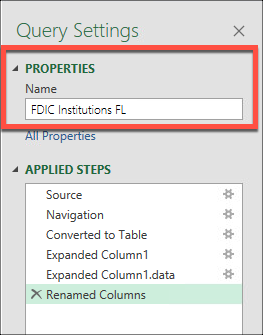 Query Settings
PROPERTIES
Name
FDIC Institutions FL
All Properties
APPLIED STEPS
Source
Navigation
Converted to Table
Expanded Column1
Expanded Column1.data
Renamed Columns